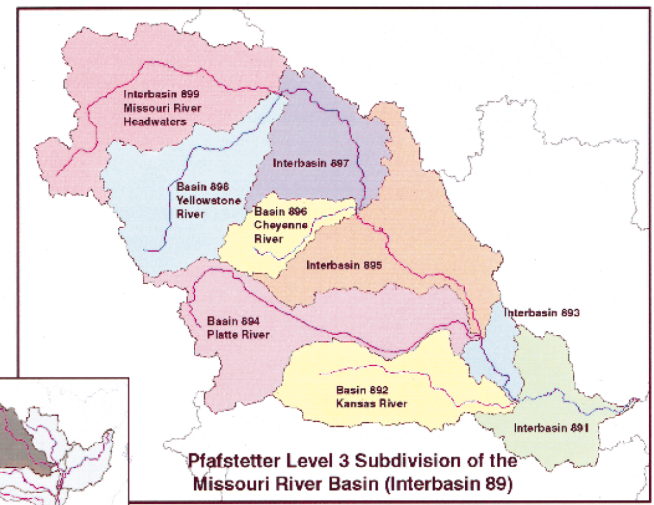 Interbasin 899
Missouri River
Headwaters
Interbasin 897
Basin 898
Yellowstone
River
Basin 896
Cheyenne
River
Interbasin 895
Interbasin 893
Basin 894
Platte River
Basin 892
Kansas River
Interbasin 891
Pfafstetter Level 3 Subdivision of the
Missouri River Basin (Interbasin 89)